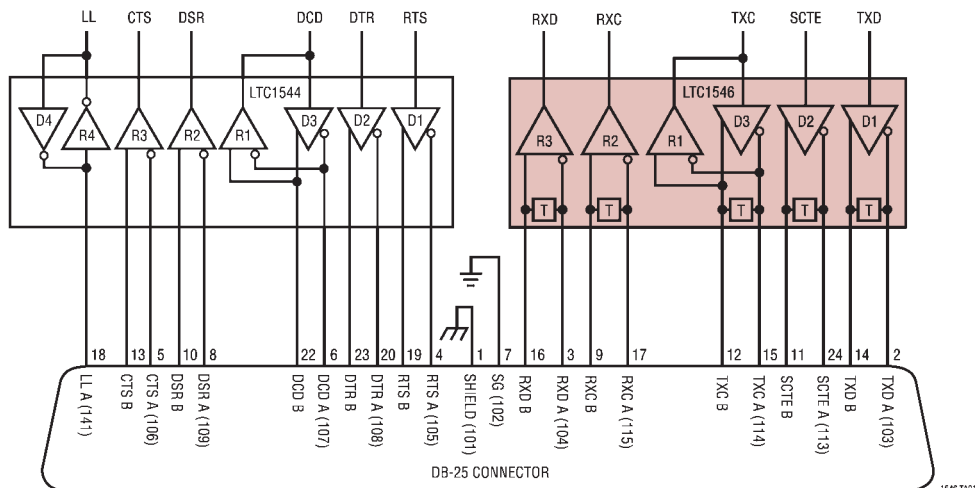 LL CTS DSR DCD DTR RTS RXD RXC TXC SCTE TXD
LTC1544 LTC1546
D4 R4 R3 R2 R1 D3 D2 D1 R3 R2 R1 D3 D2 D1
T T T T T
18 13 5 10 8 22 6 23 20 19 4 1 7 16 3 9 17 12 15 11 24 14 2
LL A (141)
CTS B
CTS A (106)
DSR B
DSR A (109)
DCD B
DCD A (107)
DTR B
DTR A (108)
RTS B
RTS A (105)
SHIELD (101)
SG (102)
RXD B
RXD A (104)
RXC B
RXC A (115)
TXC B
TXC A (114)
SCTE B
SCTE A (113)
TXD B
TXD A (103)
DB-25 CONNECTOR